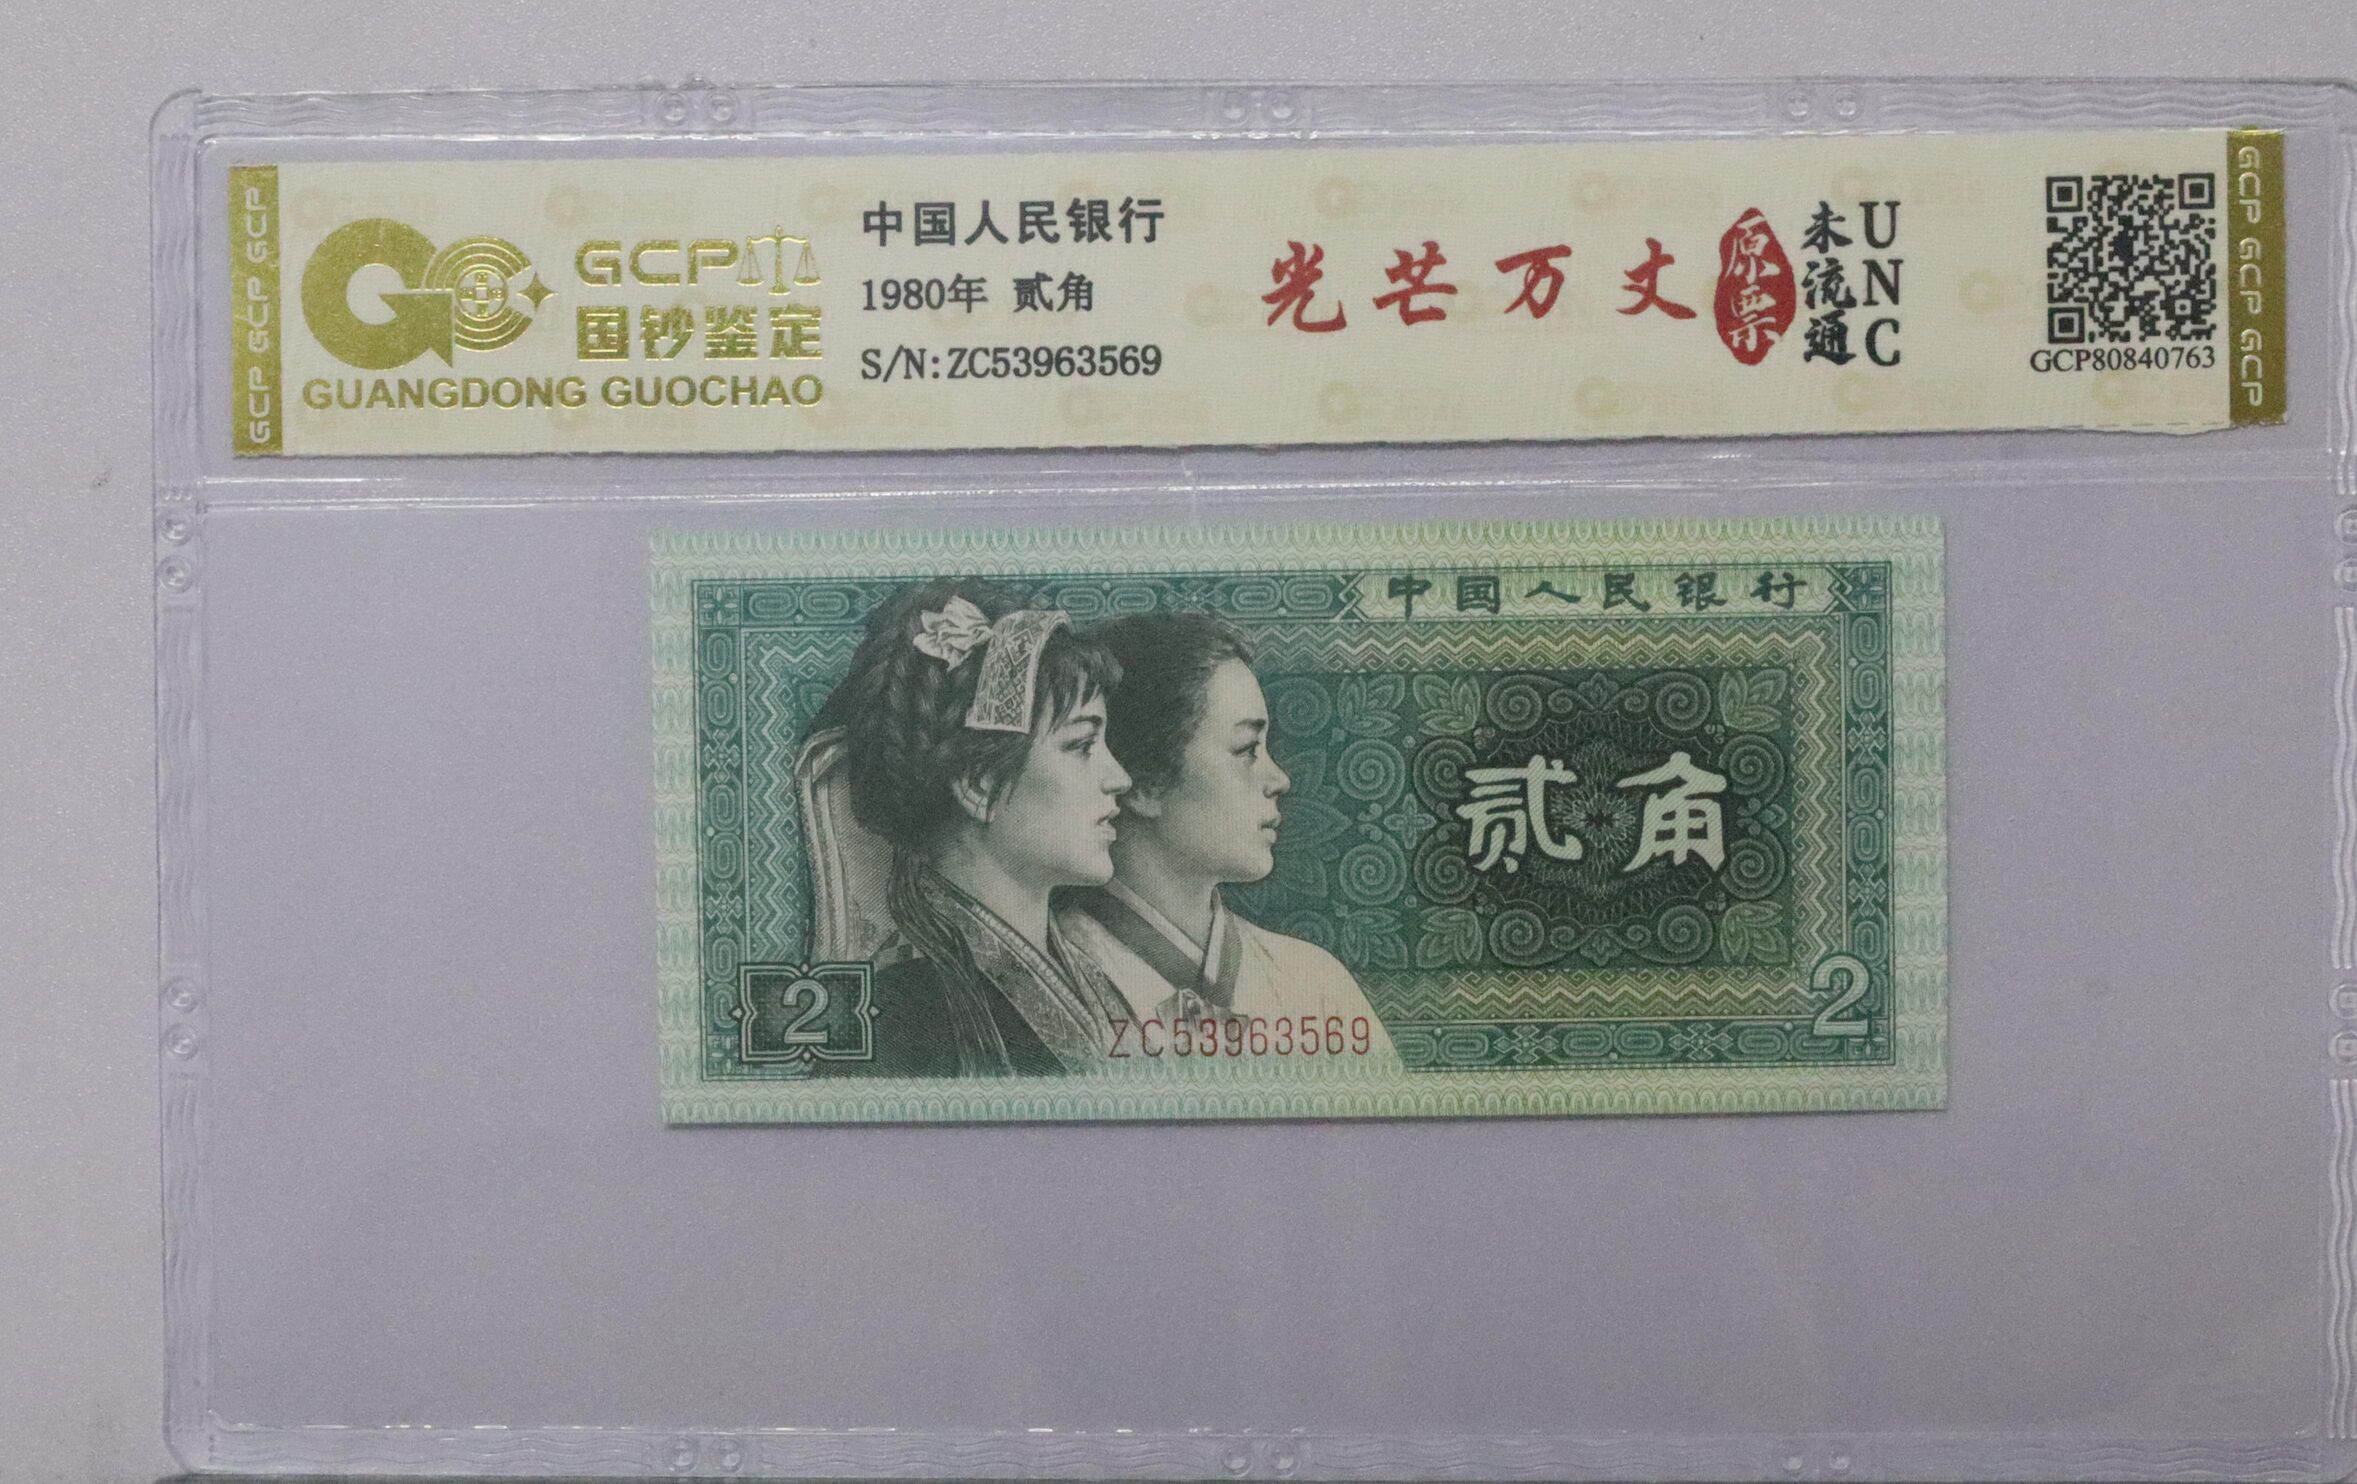 GCP GCP GCP
GCP
国钞鉴定
GUANGDONG GUOCHAO
中国人民银行
1980年 贰角
S/N:ZC53963569
光芒万丈
原票
未流通
UNC
GCP80840763
GCP GCP GCP
中国人民银行
贰角
2
2
ZC53963569